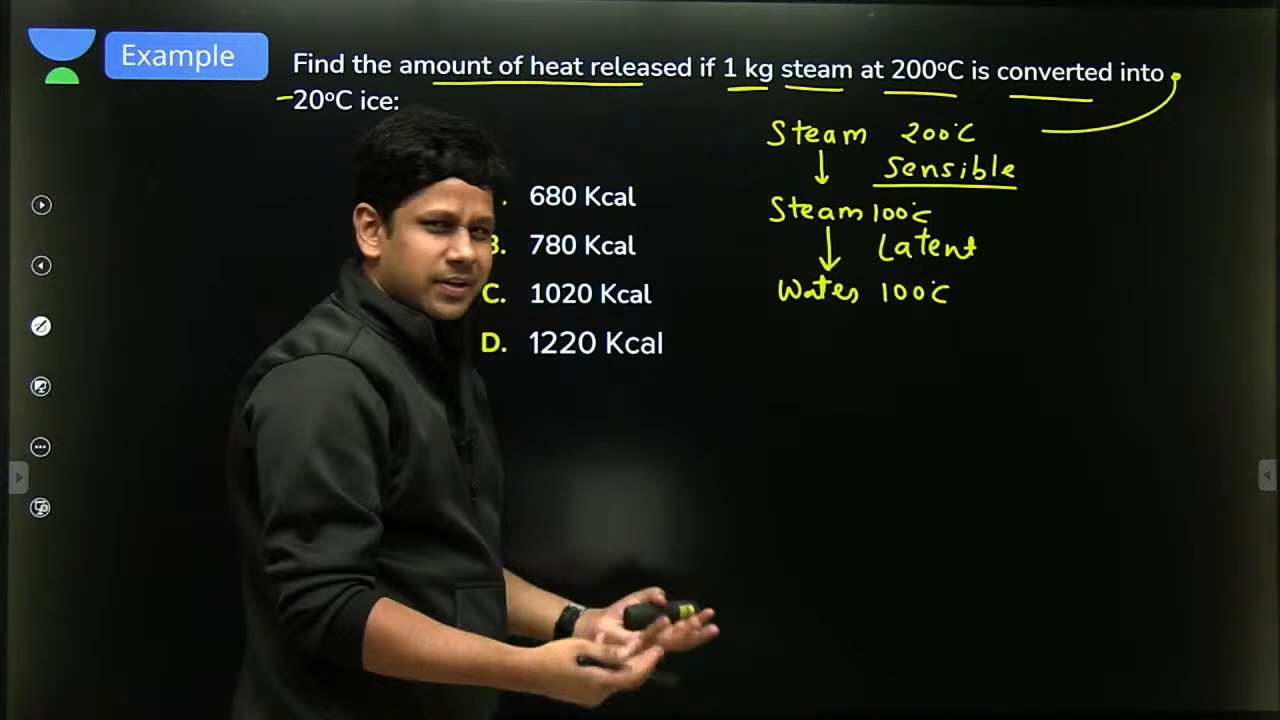 Example
Find the amount of heat released if 1 kg steam at 200°C is converted into
-20°C ice:
680 Kcal
B. 780 Kcal
C. 1020 Kcal
D. 1220 Kcal
Steam 200°C
Sensible
Steam 100°C
Latent
Water 100°C